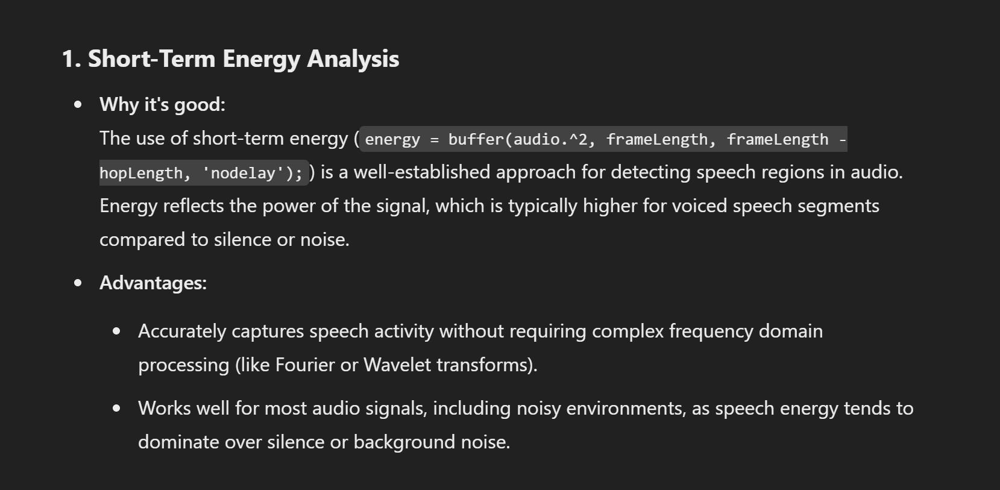 1. Short-Term Energy Analysis
Why it's good:
The use of short-term energy ( energy = buffer(audio.^2, frameLength, frameLength -
hopLength, 'nodelay'); ) is a well-established approach for detecting speech regions in audio.
Energy reflects the power of the signal, which is typically higher for voiced speech segments
compared to silence or noise.
Advantages:
Accurately captures speech activity without requiring complex frequency domain
processing (like Fourier or Wavelet transforms).
Works well for most audio signals, including noisy environments, as speech energy tends to
dominate over silence or background noise.